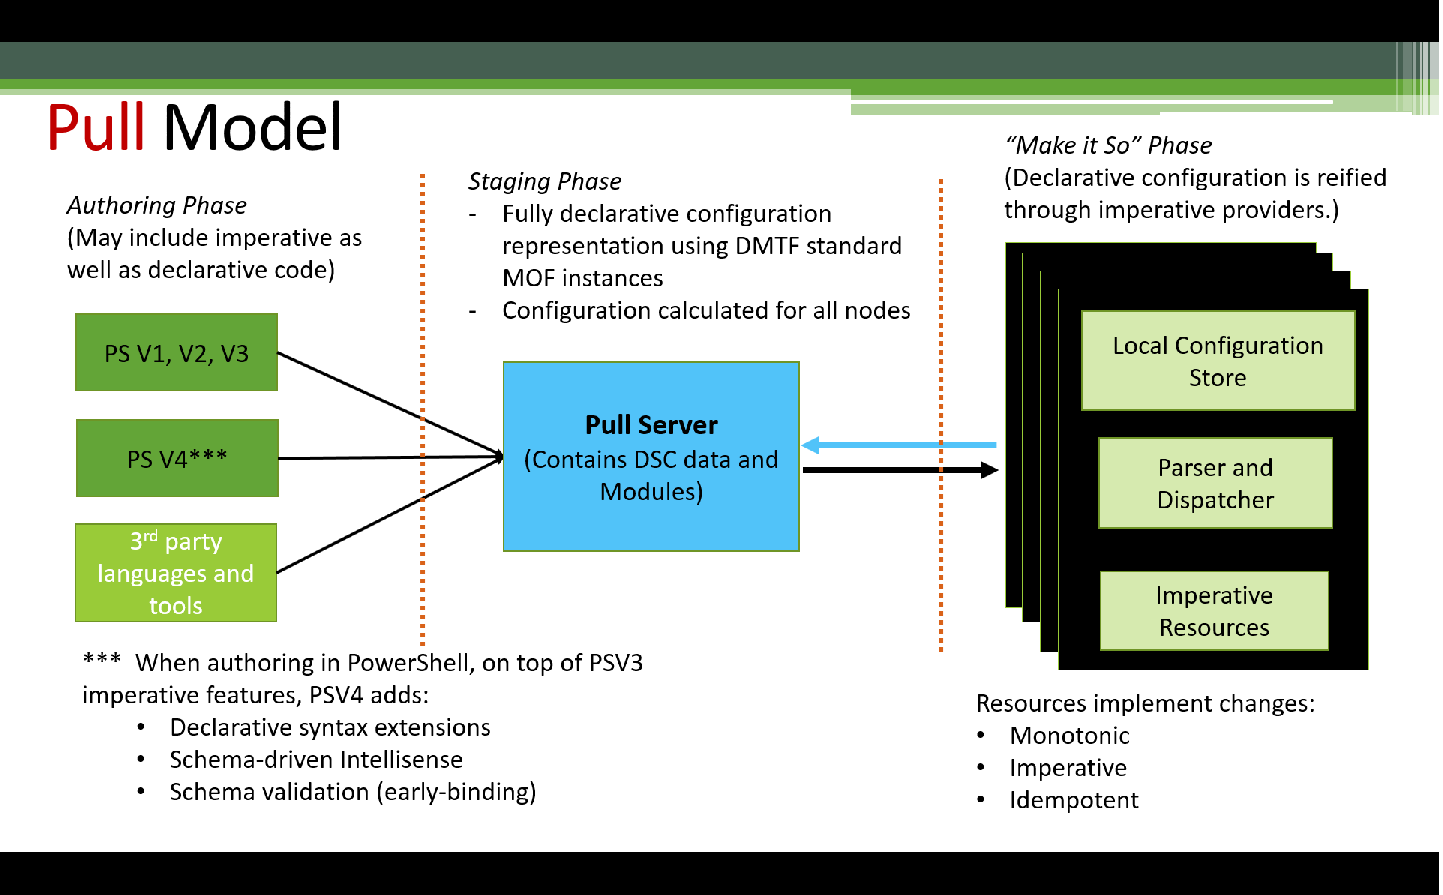 Pull Model
Authoring Phase
(May include imperative as
well as declarative code)
PS V1, V2, V3
PS V4***
3rd party
languages and
tools
*** When authoring in PowerShell, on top of PSV3
imperative features, PSV4 adds:
• Declarative syntax extensions
• Schema-driven Intellisense
• Schema validation (early-binding)
Staging Phase
- Fully declarative configuration
representation using DMTF standard
MOF instances
- Configuration calculated for all nodes
Pull Server
(Contains DSC data and
Modules)
“Make it So” Phase
(Declarative configuration is reified
through imperative providers.)
Local Configuration
Store
Parser and
Dispatcher
Imperative
Resources
Resources implement changes:
• Monotonic
• Imperative
• Idempotent